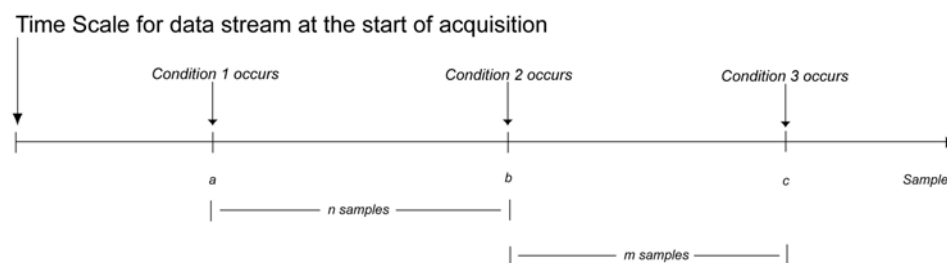 Time Scale for data stream at the start of acquisition
Condition 1 occurs
Condition 2 occurs
Condition 3 occurs
a
b
c
Sample
n samples
m samples